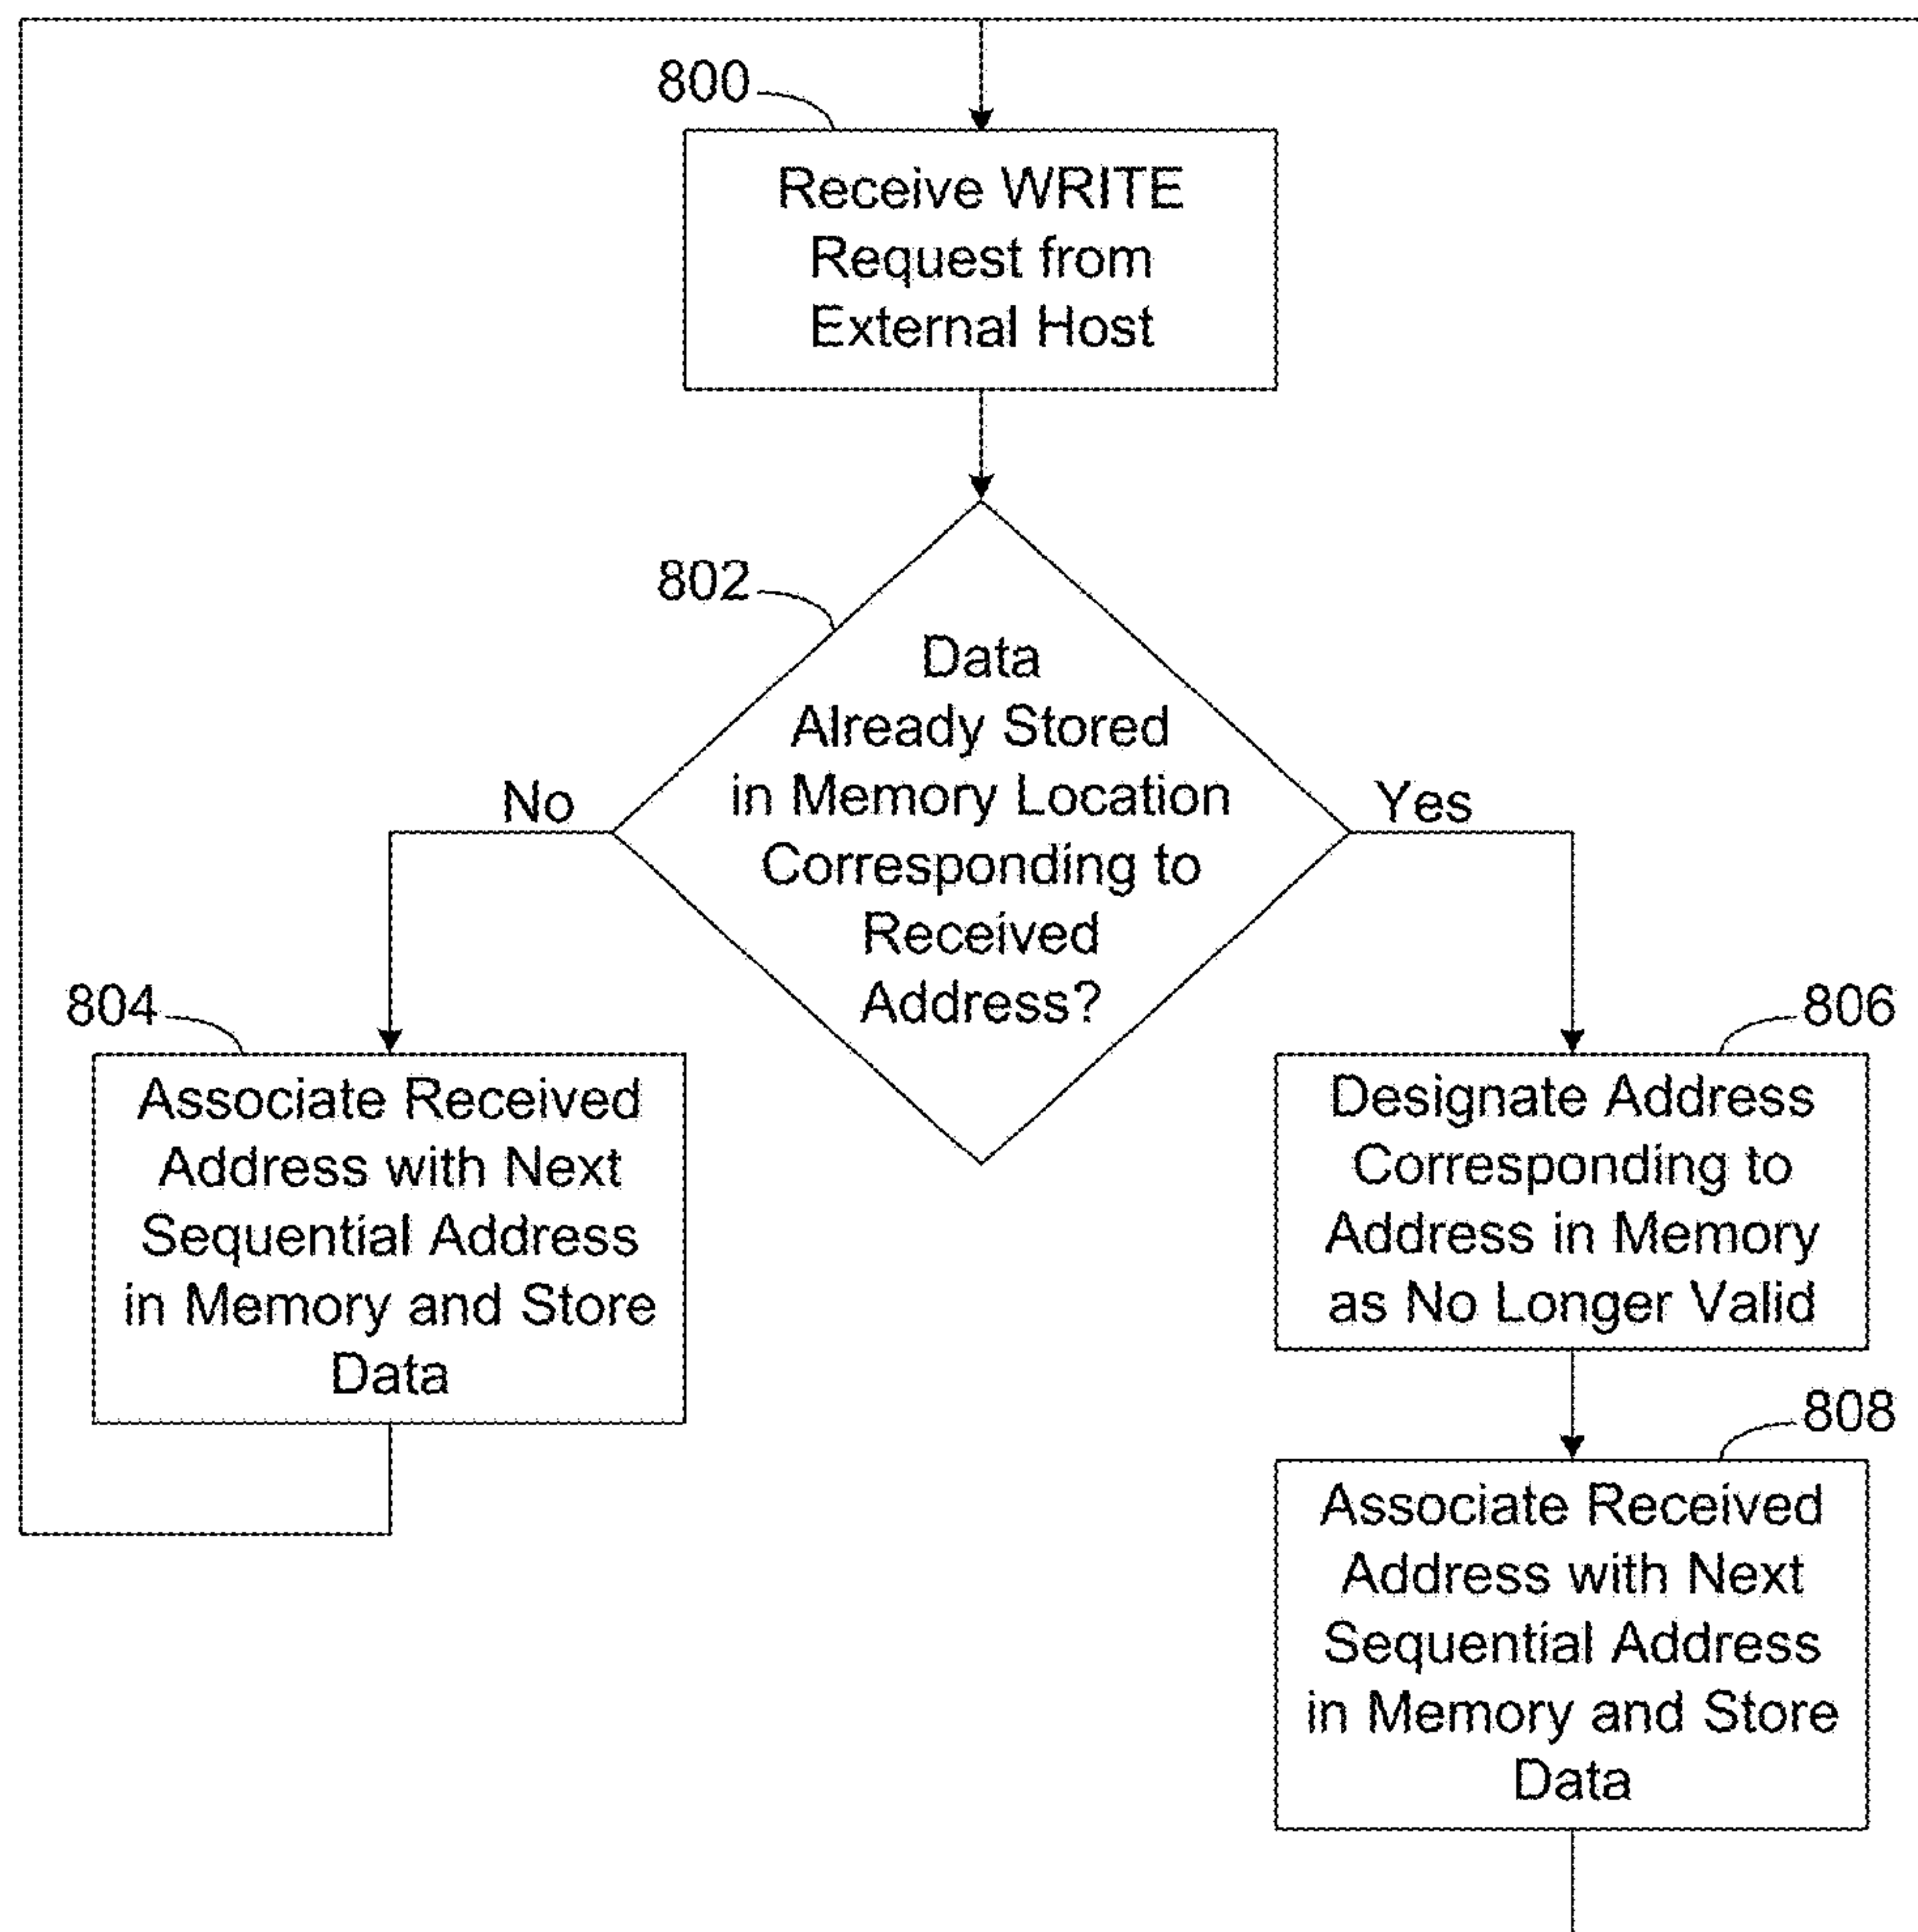 800
Receive WRITE
Request from
External Host
802
Data
Already Stored
in Memory Location
Corresponding to
Received
Address?
No
Yes
804
Associate Received
Address with Next
Sequential Address
in Memory and Store
Data
806
Designate Address
Corresponding to
Address in Memory
as No Longer Valid
808
Associate Received
Address with Next
Sequential Address
in Memory and Store
Data